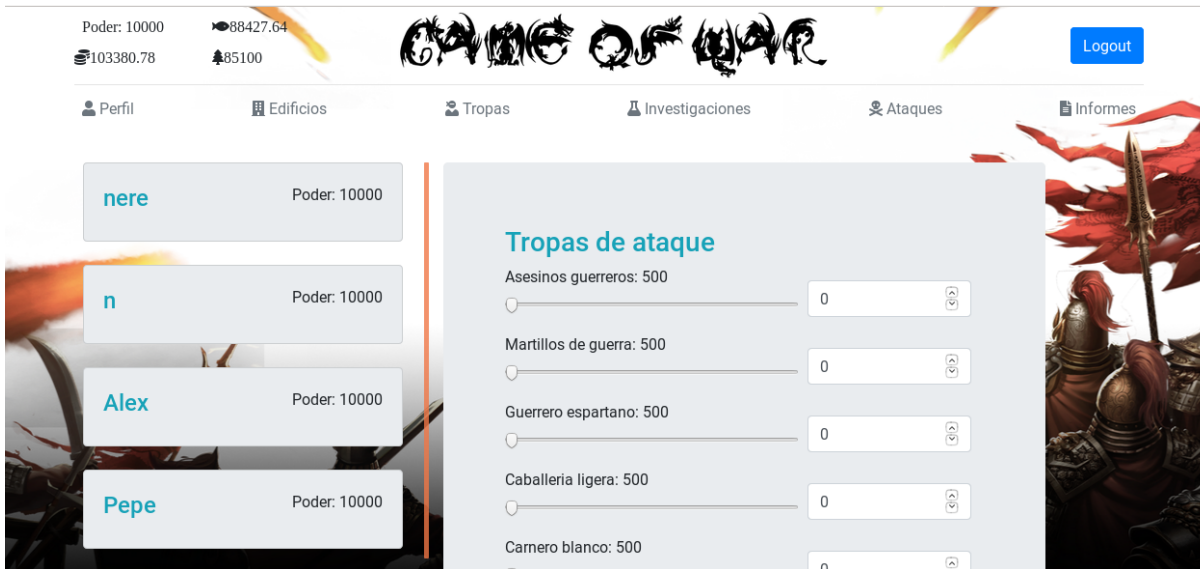 Poder: 10000 88427.64
103380.78 85100
GAME OF WAR
Logout
Perfil Edificios Tropas Investigaciones Ataques Informes
nere Poder: 10000
n Poder: 10000
Alex Poder: 10000
Pepe Poder: 10000
Tropas de ataque
Asesinos guerreros: 500
0
Martillos de guerra: 500
0
Guerrero espartano: 500
0
Caballeria ligera: 500
0
Carnero blanco: 500
0